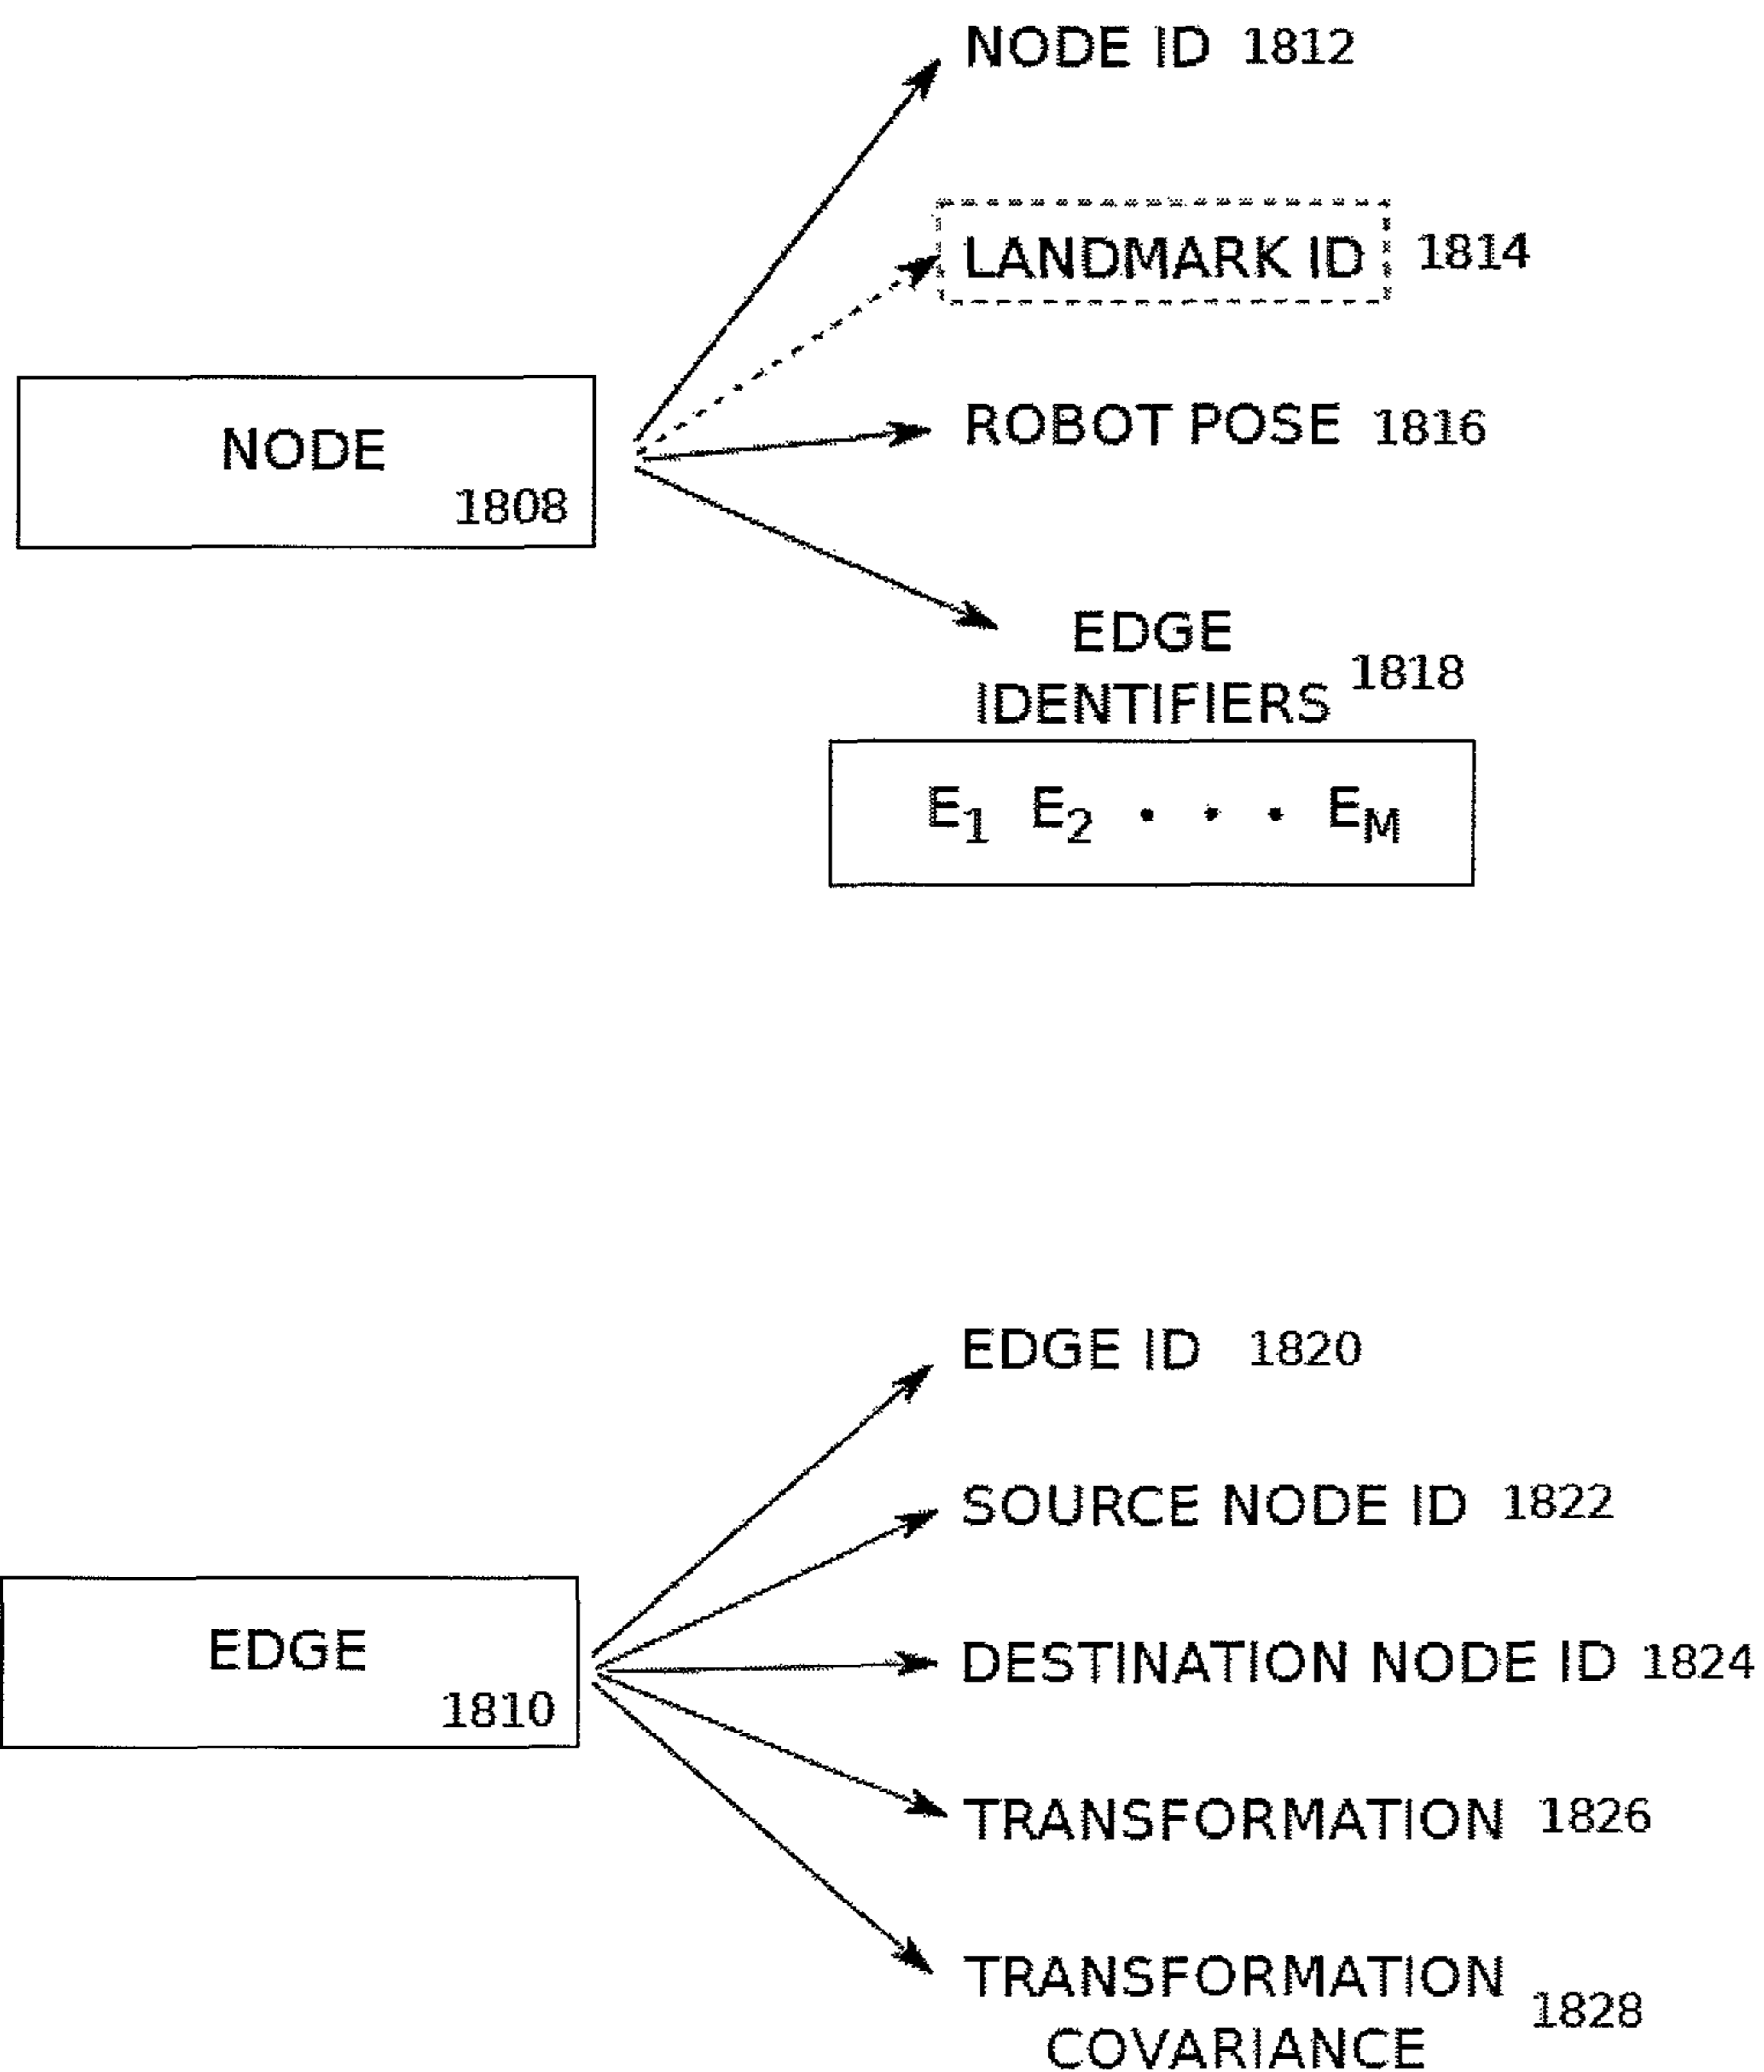 NODE ID 1812
LANDMARK ID 1814
ROBOT POSE 1816
NODE
1808
EDGE
IDENTIFIERS 1818
E1 E2 . . . EM
EDGE ID 1820
SOURCE NODE ID 1822
EDGE
1810
DESTINATION NODE ID 1824
TRANSFORMATION 1826
TRANSFORMATION
COVARIANCE 1828